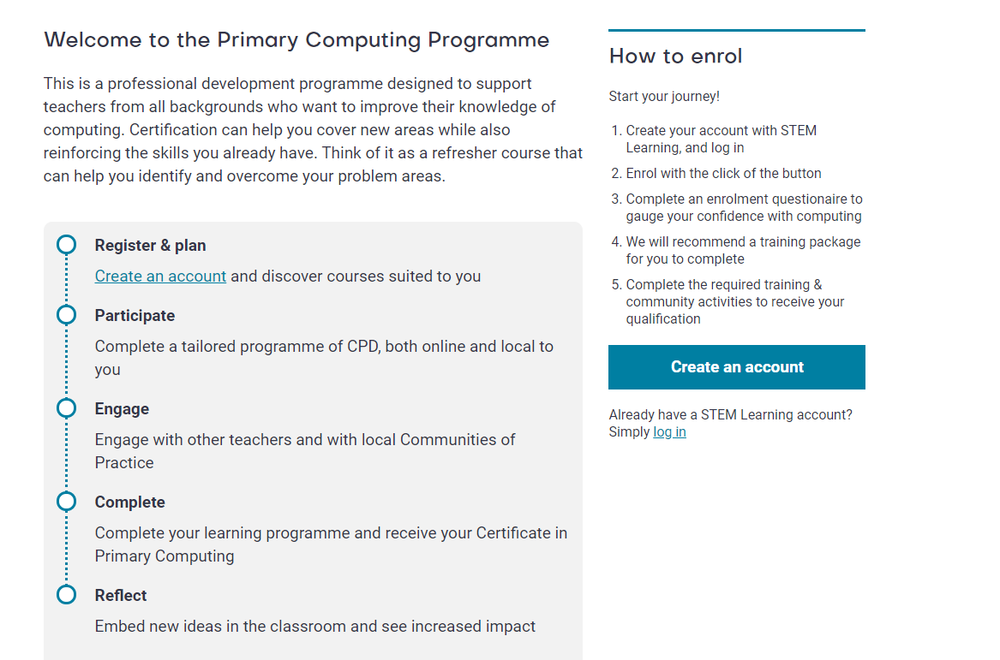 Welcome to the Primary Computing Programme
This is a professional development programme designed to support
teachers from all backgrounds who want to improve their knowledge of
computing. Certification can help you cover new areas while also
reinforcing the skills you already have. Think of it as a refresher course that
can help you identify and overcome your problem areas.
Register & plan
Create an account and discover courses suited to you
Participate
Complete a tailored programme of CPD, both online and local to
you
Engage
Engage with other teachers and with local Communities of
Practice
Complete
Complete your learning programme and receive your Certificate in
Primary Computing
Reflect
Embed new ideas in the classroom and see increased impact
How to enrol
Start your journey!
1. Create your account with STEM
Learning, and log in
2. Enrol with the click of the button
3. Complete an enrolment questionaire to
gauge your confidence with computing
4. We will recommend a training package
for you to complete
5. Complete the required training &
community activities to receive your
qualification
Create an account
Already have a STEM Learning account?
Simply log in